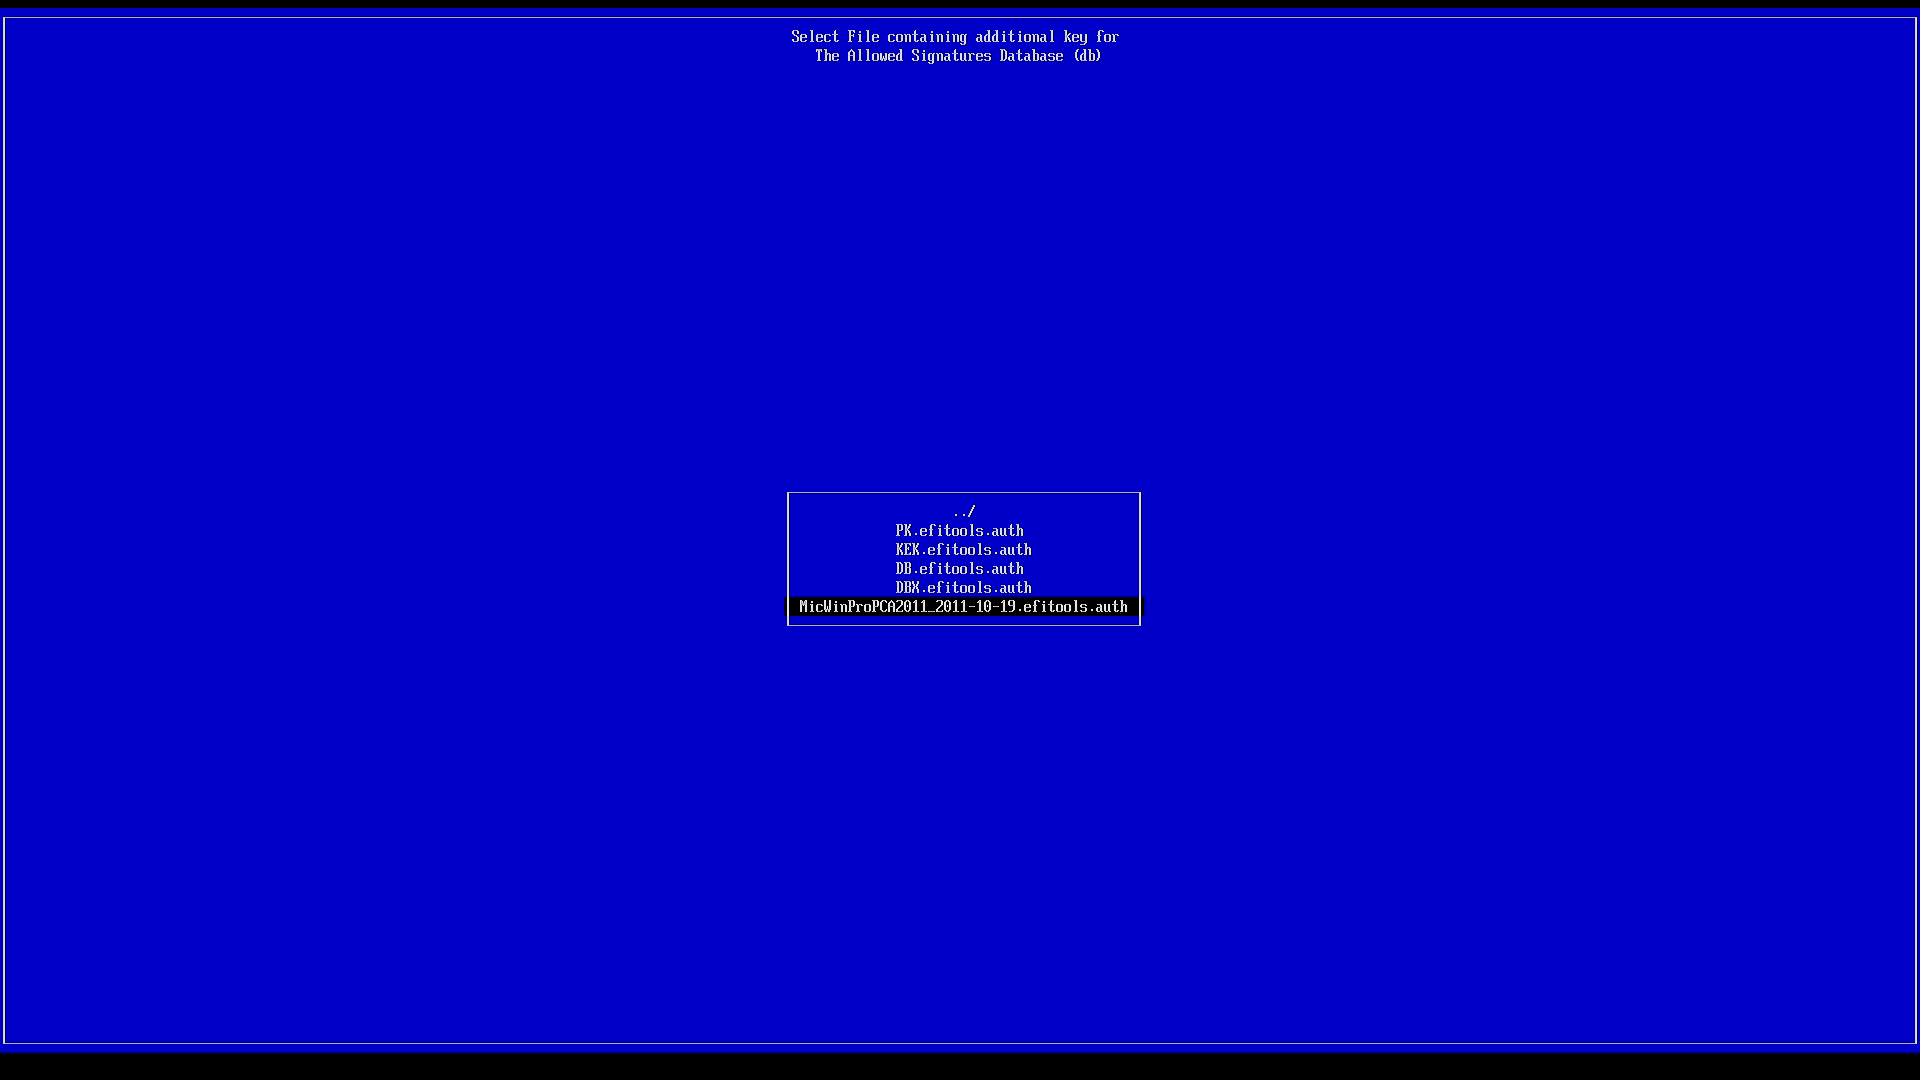 Select File containing additional key for
The Allowed Signatures Database (db)
../
PK.efitools.auth
KEK.efitools.auth
DB.efitools.auth
DBX.efitools.auth
MicWinProPCA2011_2011-10-19.efitools.auth